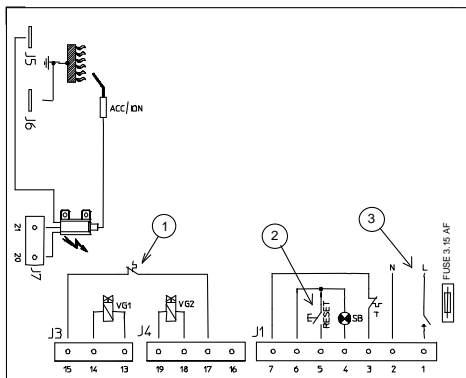 J5
J6
ACC/ION
21
20
J7
1
2
3
FUSE 3.15 AF
N
L
VG1
VG2
RESET
SB
T
J3
J4
J1
15 14 13
19 18 17 16
7 6 5 4 3 2 1